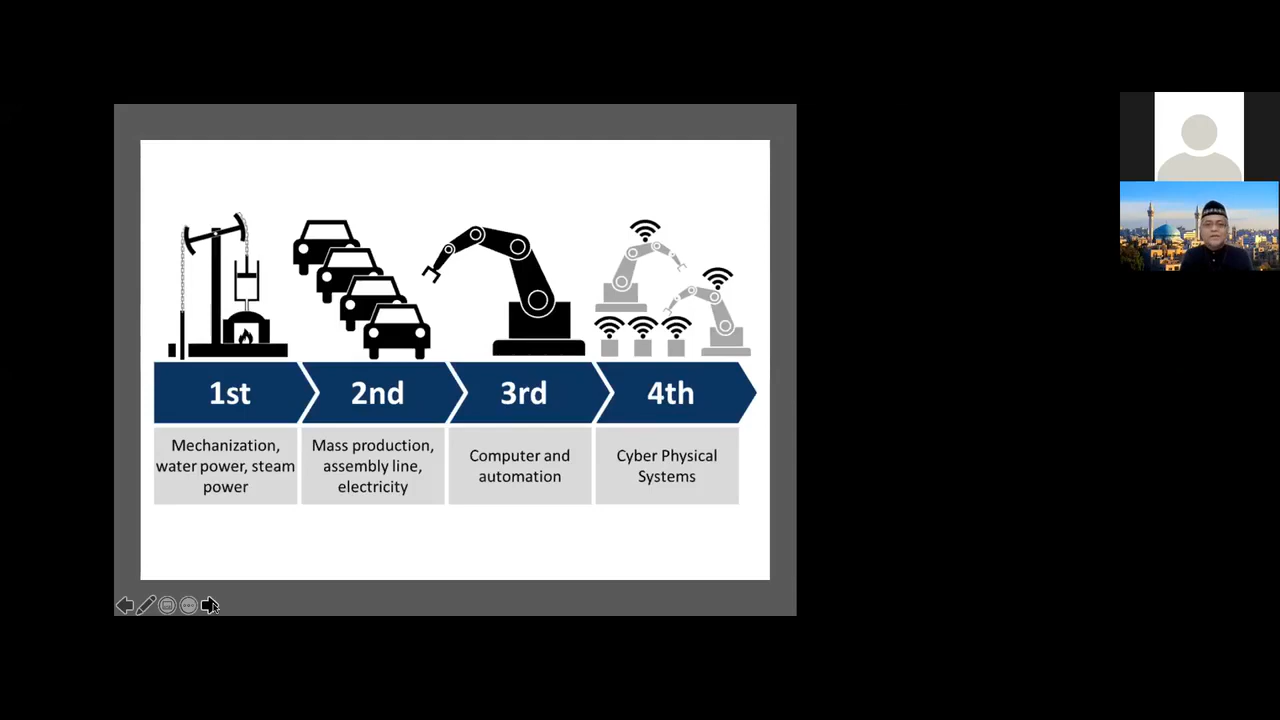 1st
2nd
3rd
4th
Mechanization,
water power, steam
power
Mass production,
assembly line,
electricity
Computer and
automation
Cyber Physical
Systems